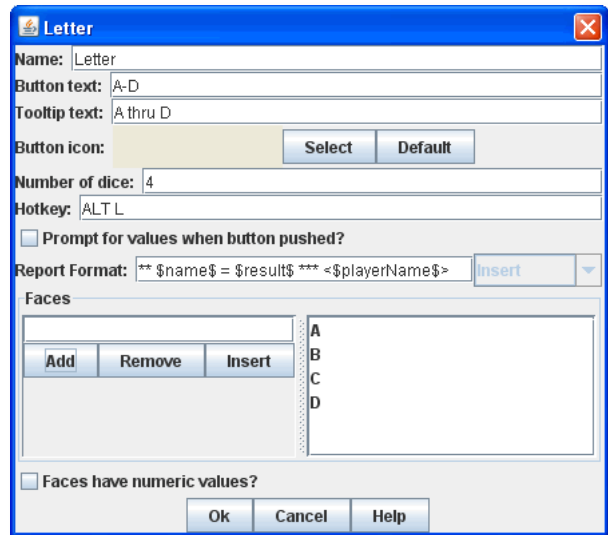 Letter
Name: Letter
Button text: A-D
Tooltip text: A thru D
Button icon: Select Default
Number of dice: 4
Hotkey: ALT L
Prompt for values when button pushed?
Report Format: ** $name$ = $result$ *** <$playerName$> Insert
Faces
A
Add Remove Insert B
C
D
Faces have numeric values?
Ok Cancel Help